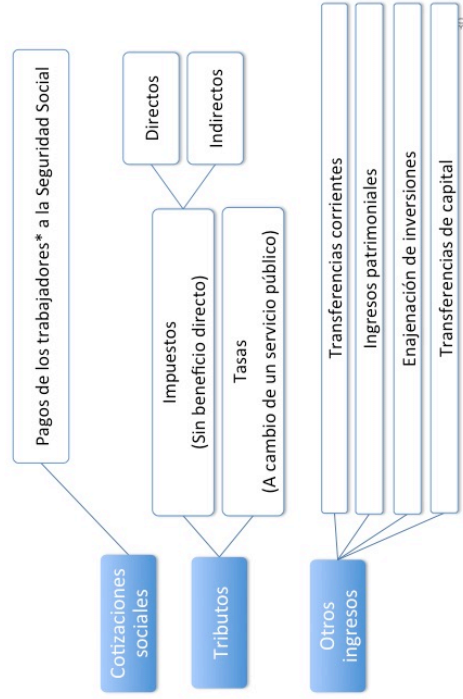 Cotizaciones
sociales
Pagos de los trabajadores* a la Seguridad Social
Tributos
Impuestos
(Sin beneficio directo)
Directos
Indirectos
Tasas
(A cambio de un servicio público)
Otros
ingresos
Transferencias corrientes
Ingresos patrimoniales
Enajenación de inversiones
Transferencias de capital